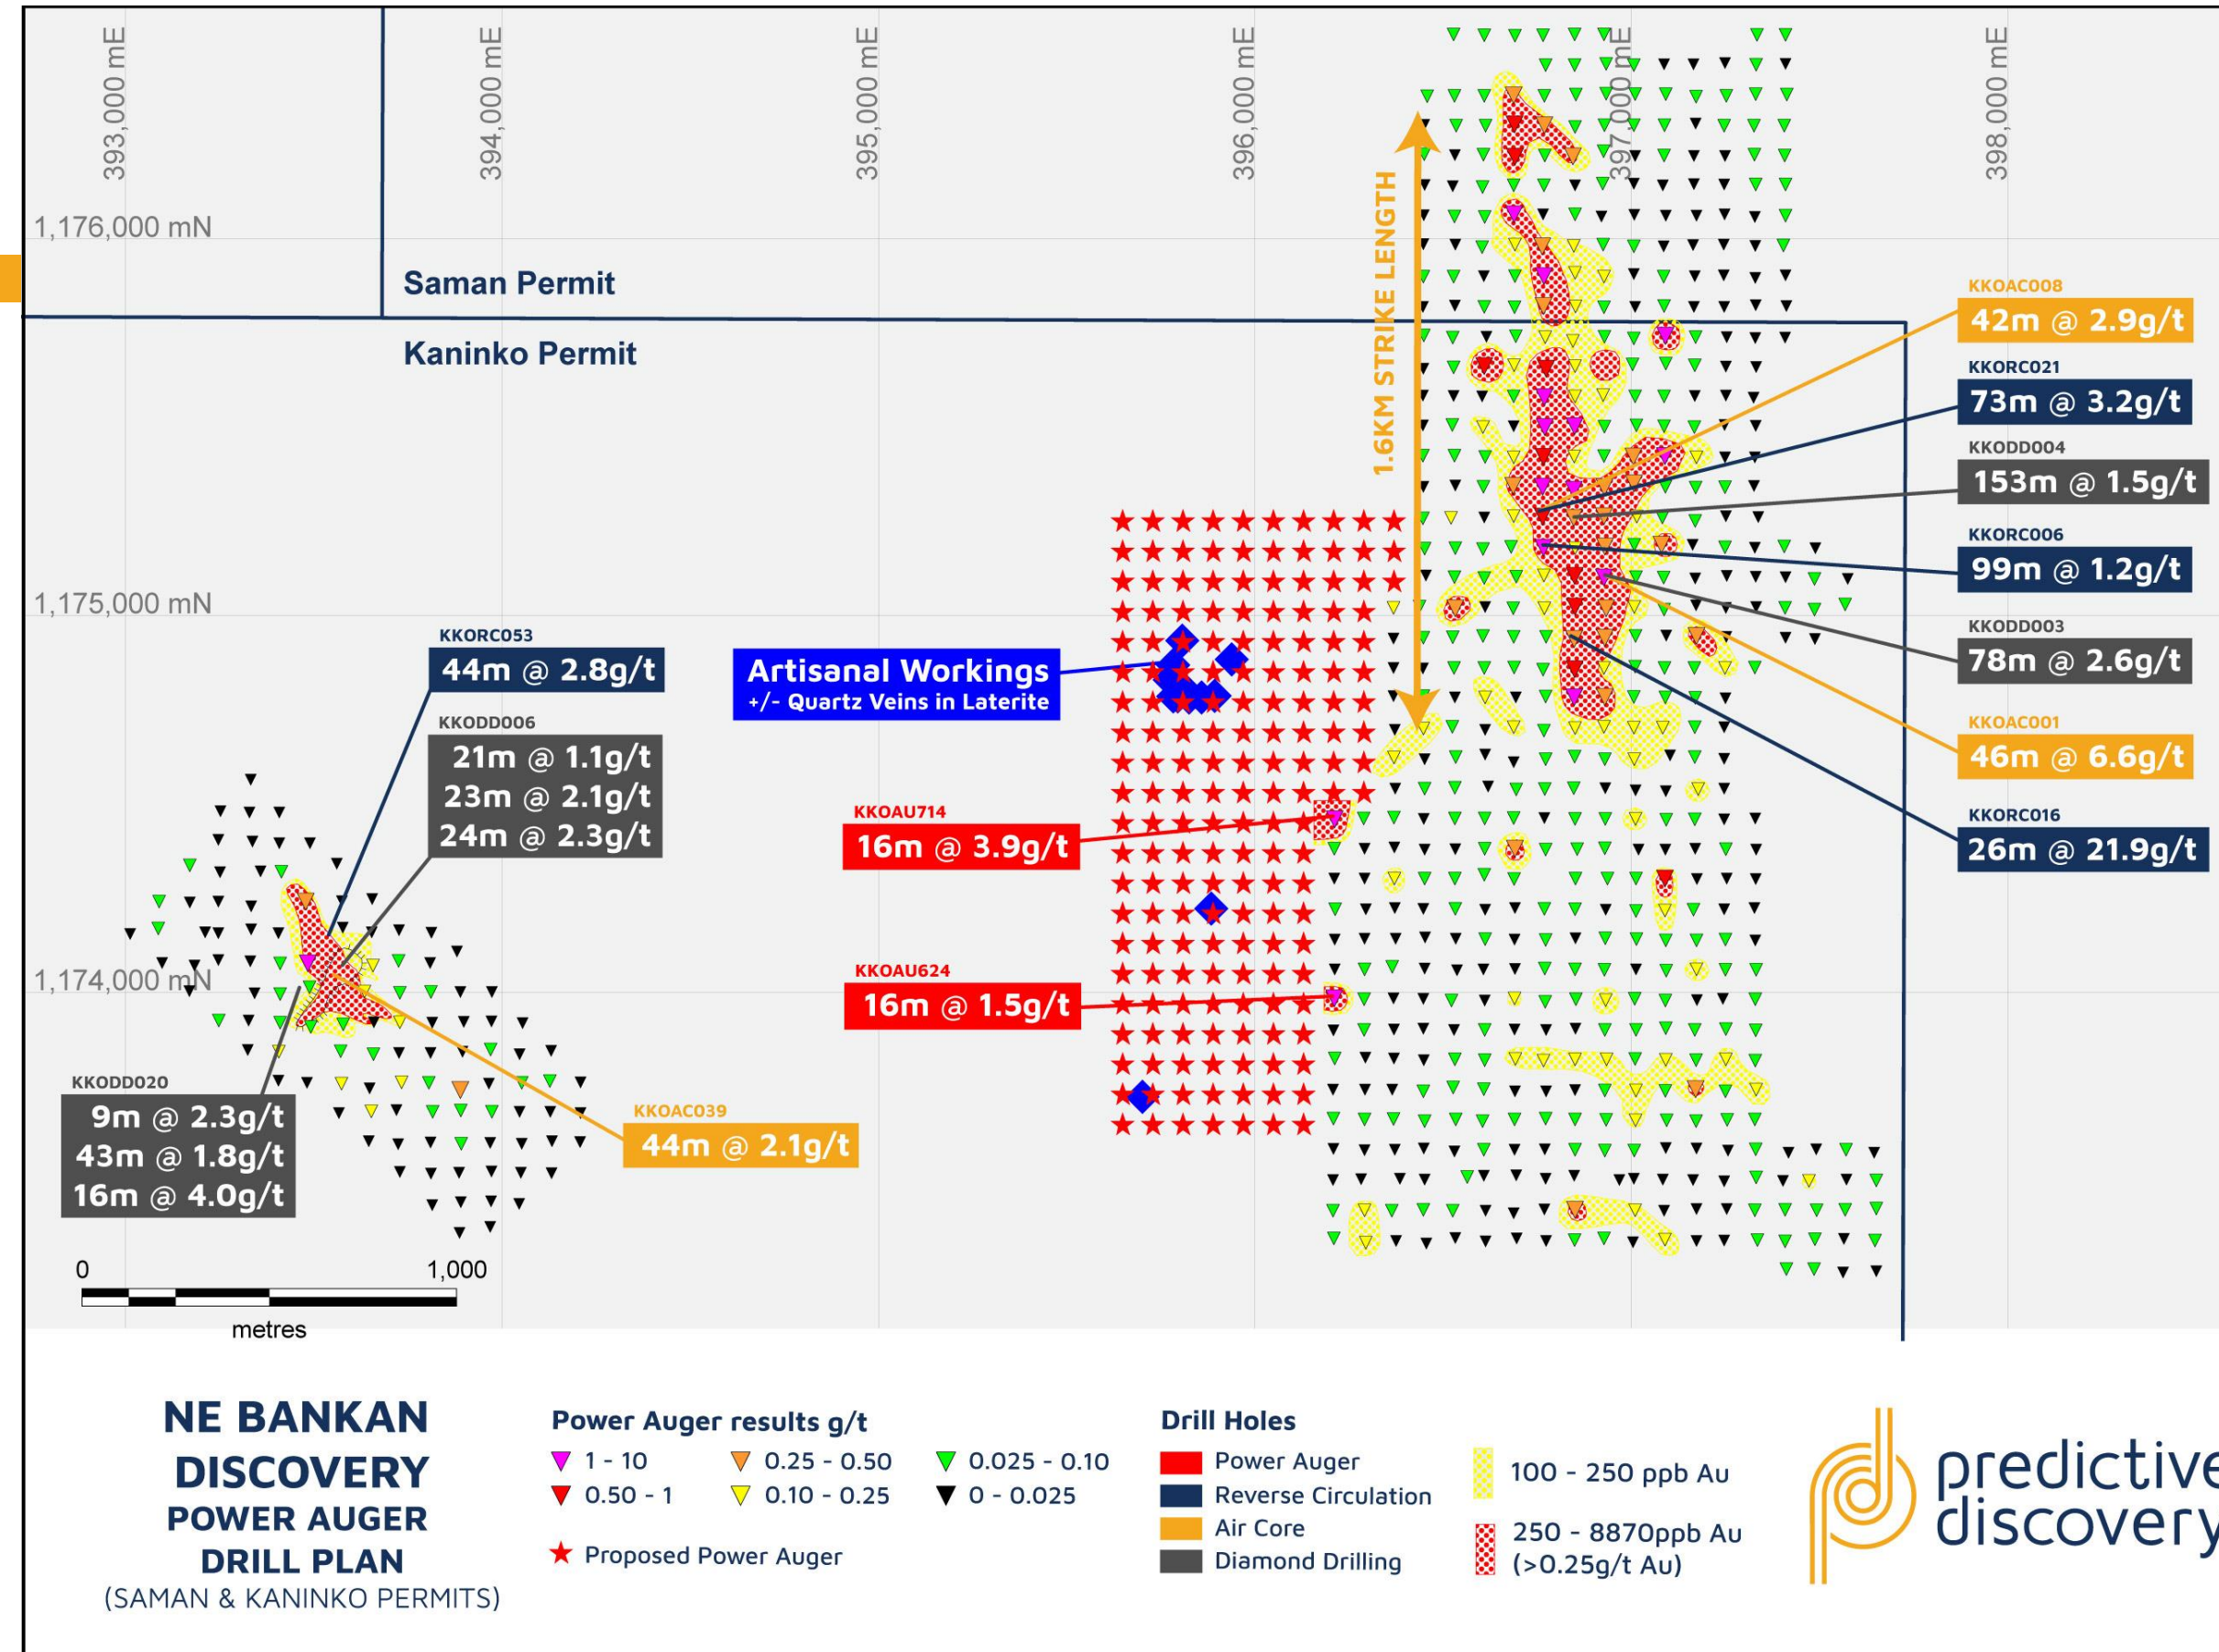 393,000 mE
394,000 mE
395,000 mE
396,000 mE
397,000 mE
398,000 mE
1,176,000 mN
Saman Permit
Kaninko Permit
1.6KM STRIKE LENGTH
KKOAC008
42m @ 2.9g/t
KKORC021
73m @ 3.2g/t
KKODD004
153m @ 1.5g/t
KKORC006
99m @ 1.2g/t
1,175,000 mN
KKODD003
78m @ 2.6g/t
KKORC053
44m @ 2.8g/t
Artisanal Workings
+/- Quartz Veins in Laterite
KKOAC001
46m @ 6.6g/t
KKODD006
21m @ 1.1g/t
23m @ 2.1g/t
24m @ 2.3g/t
KKOAU714
16m @ 3.9g/t
KKORC016
26m @ 21.9g/t
1,174,000 mN
KKOAU624
16m @ 1.5g/t
KKODD020
9m @ 2.3g/t
43m @ 1.8g/t
16m @ 4.0g/t
KKOAC039
44m @ 2.1g/t
0 1,000
metres
NE BANKAN
DISCOVERY
POWER AUGER
DRILL PLAN
(SAMAN & KANINKO PERMITS)
Power Auger results g/t
1 - 10
0.25 - 0.50
0.025 - 0.10
0.50 - 1
0.10 - 0.25
0 - 0.025
Proposed Power Auger
Drill Holes
Power Auger
Reverse Circulation
Air Core
Diamond Drilling
100 - 250 ppb Au
250 - 8870ppb Au
(>0.25g/t Au)
predictive
discovery